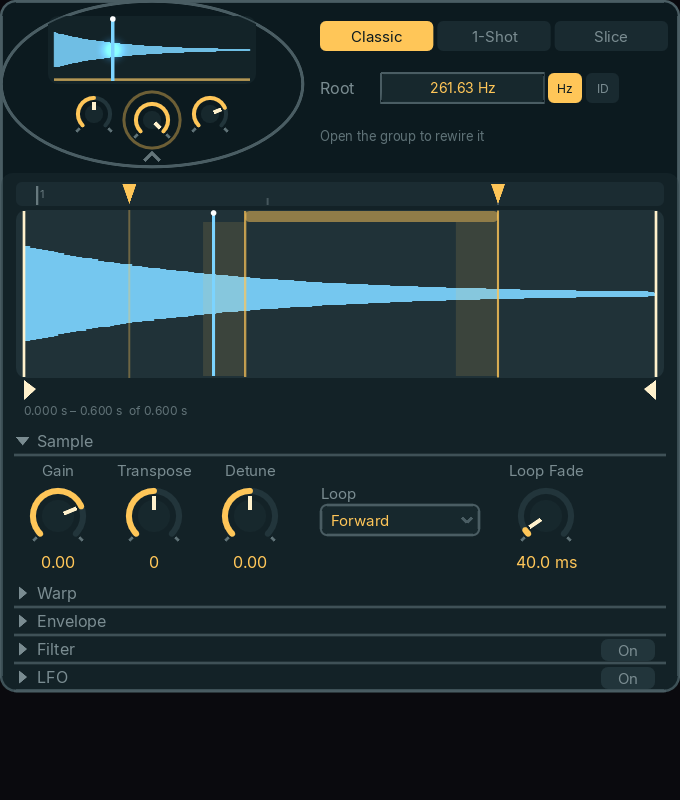 Classic 1-Shot Slice
Root 261.63 Hz Hz ID
Open the group to rewire it
1
0.000 s – 0.600 s of 0.600 s
Sample
Gain Transpose Detune Loop Fade
Loop
Forward
0.00 0 0.00 40.0 ms
Warp
Envelope
Filter On
LFO On